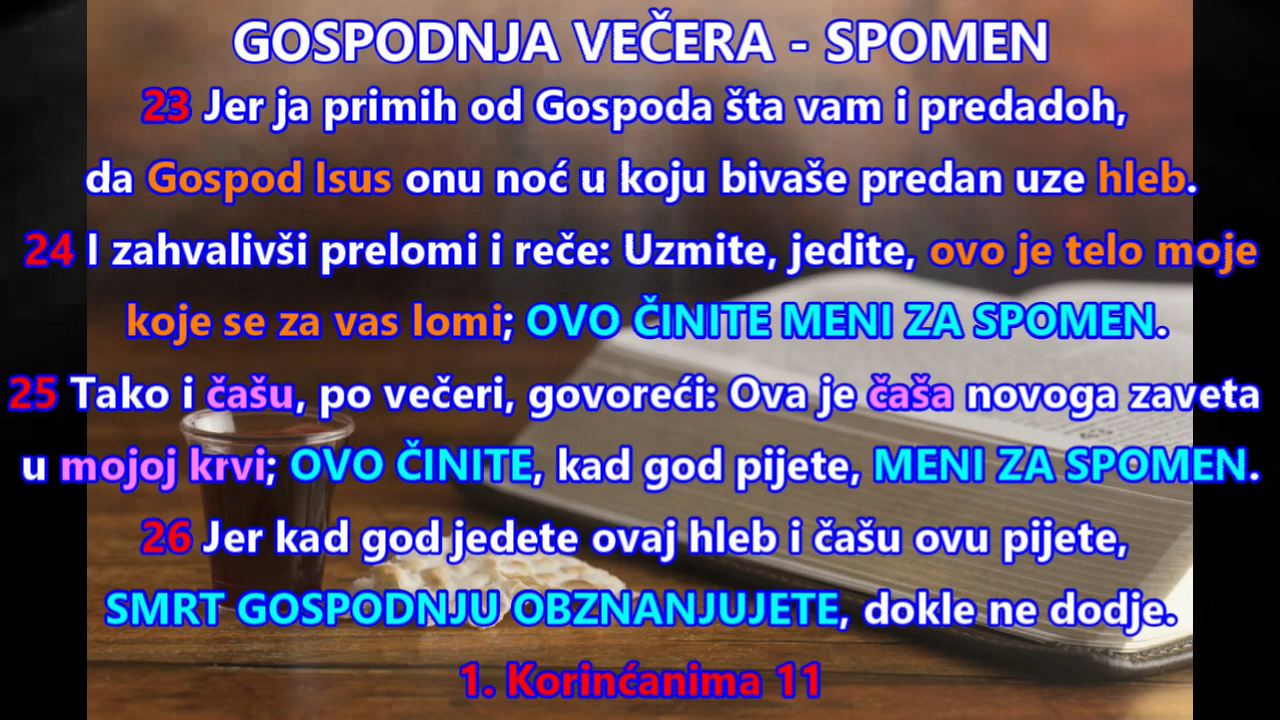 GOSPODNJA VEČERA - SPOMEN
23 Jer ja primih od Gospoda šta vam i predadoh,
da Gospod Isus onu noć u koju bivaše predan uze hleb.
24 I zahvalivši prelomi i reče: Uzmite, jedite, ovo je telo moje
koje se za vas lomi; OVO ČINITE MENI ZA SPOMEN.
25 Tako i čašu, po večeri, govoreći: Ova je čaša novoga zaveta
u mojoj krvi; OVO ČINITE, kad god pijete, MENI ZA SPOMEN.
26 Jer kad god jedete ovaj hleb i čašu ovu pijete,
SMRT GOSPODNJU OBZNANJUJETE, dokle ne dodje.
1. Korinćanima 11